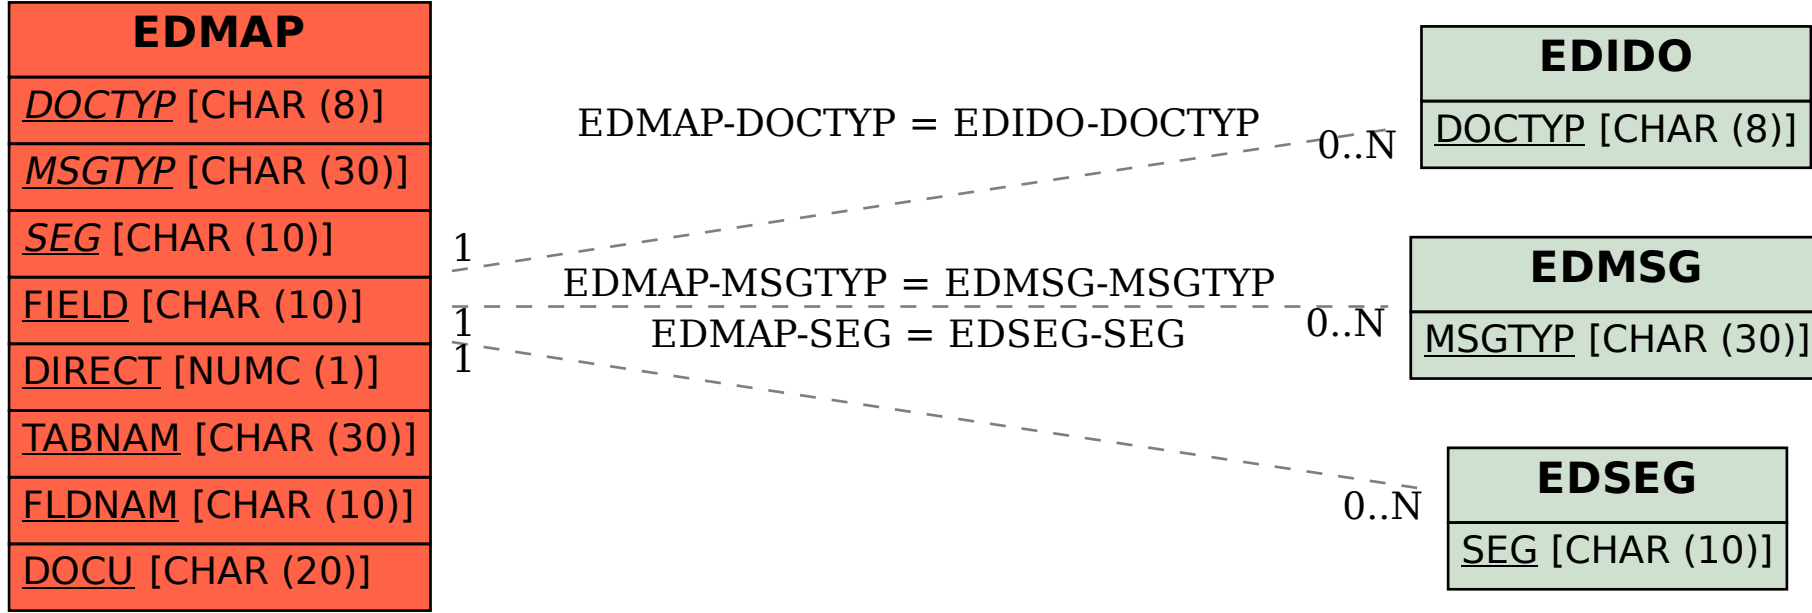 EDMAP
DOCTYP [CHAR (8)]
MSGTYP [CHAR (30)]
SEG [CHAR (10)]
FIELD [CHAR (10)]
DIRECT [NUMC (1)]
TABNAM [CHAR (30)]
FLDNAM [CHAR (10)]
DOCU [CHAR (20)]
EDMAP-DOCTYP = EDIDO-DOCTYP
0..N
1
EDMAP-MSGTYP = EDMSG-MSGTYP
0..N
1
EDMAP-SEG = EDSEG-SEG
1
0..N
EDIDO
DOCTYP [CHAR (8)]
EDMSG
MSGTYP [CHAR (30)]
EDSEG
SEG [CHAR (10)]